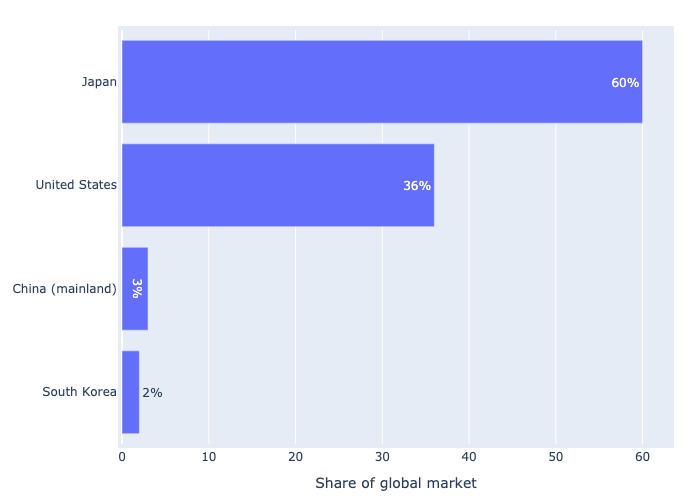 Japan
60%
United States
36%
China (mainland)
3%
South Korea
2%
0 10 20 30 40 50 60
Share of global market